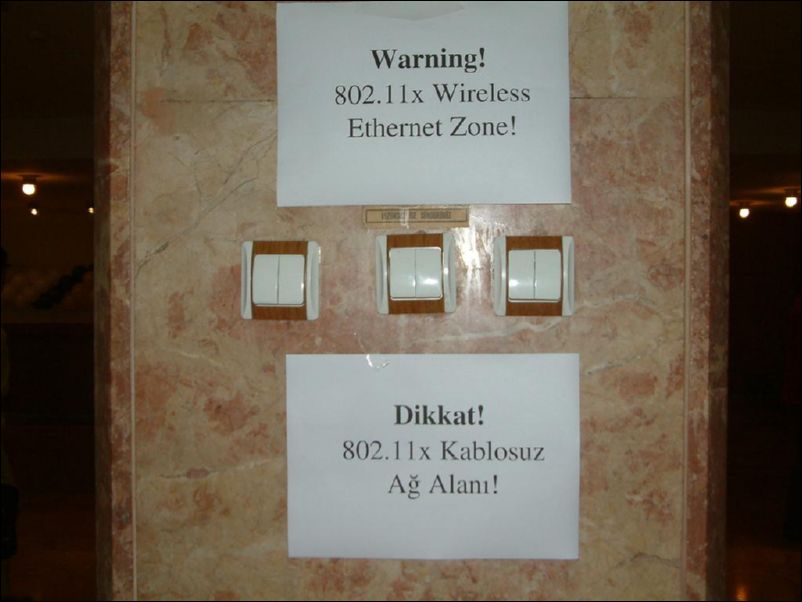 Warning!
802.11x Wireless
Ethernet Zone!
Dikkat!
802.11x Kablosuz
Ağ Alanı!